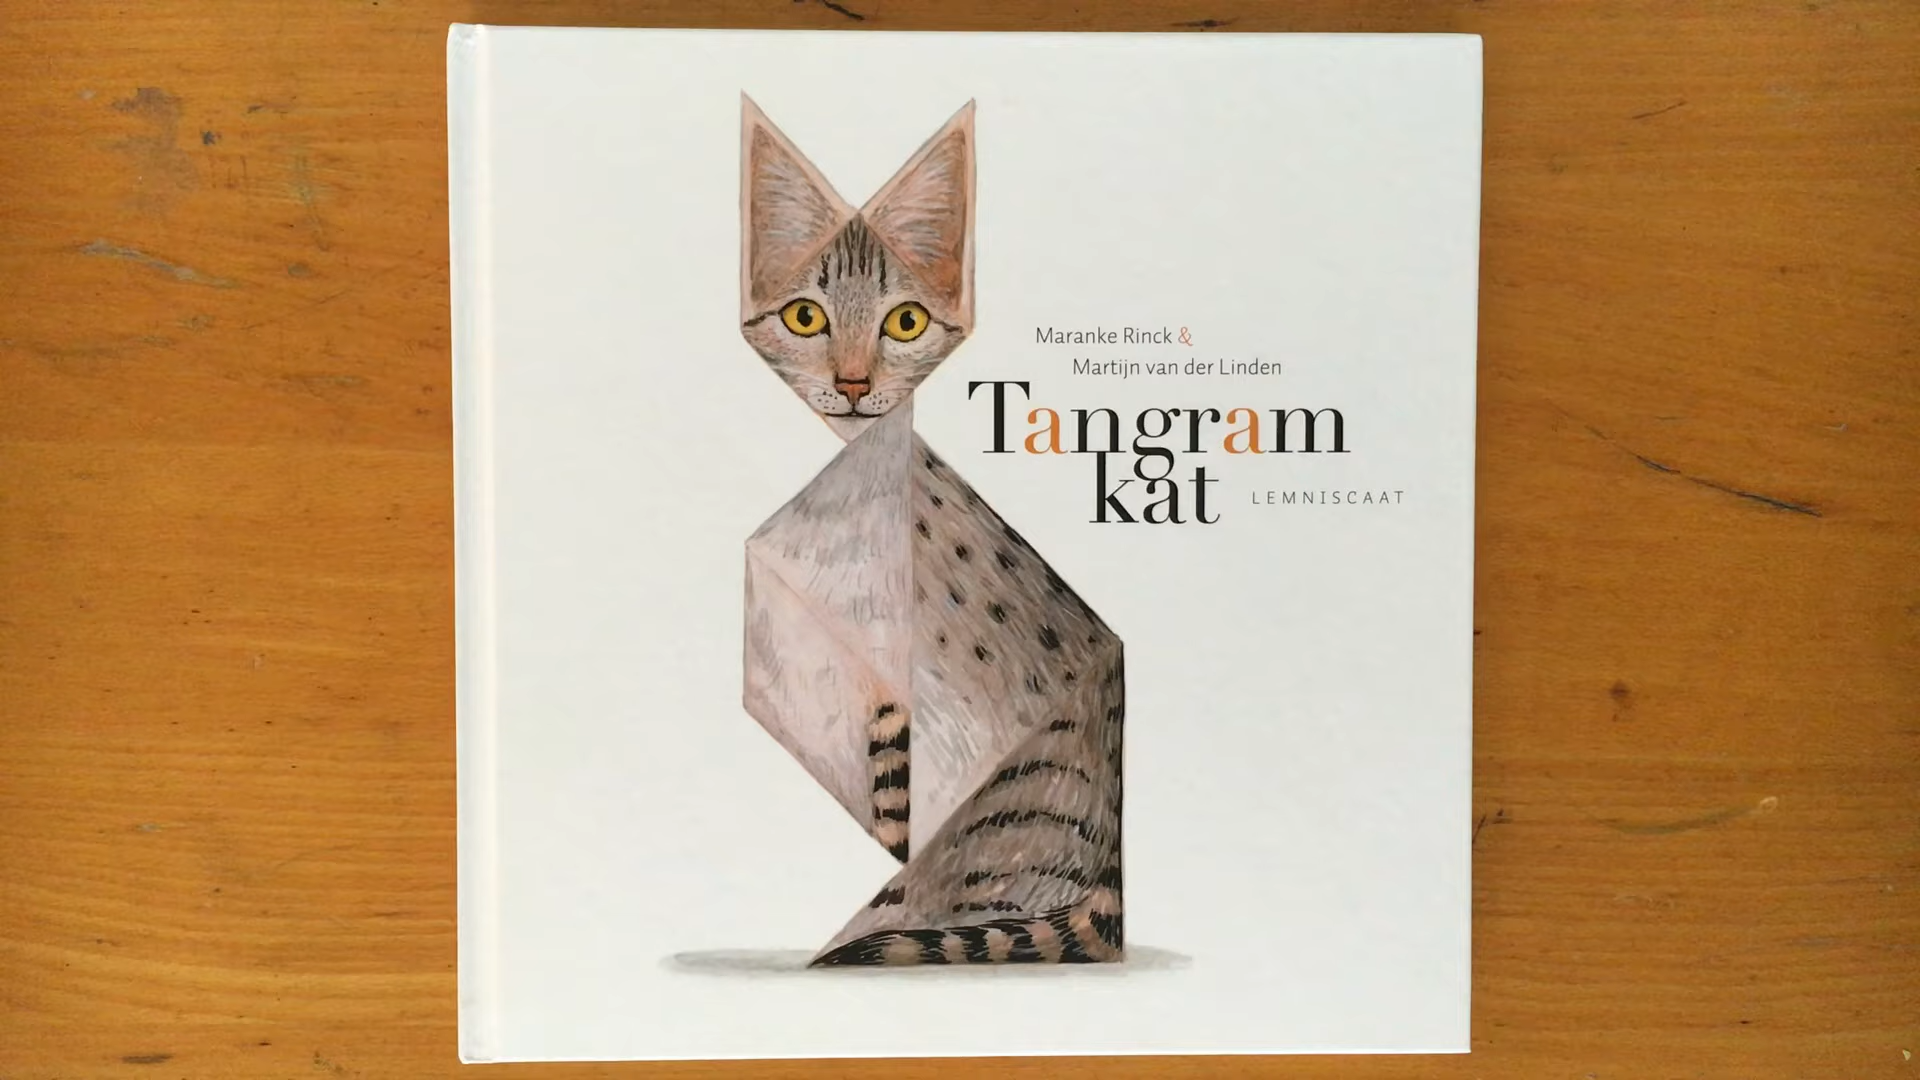 Maranke Rinck &
Martijn van der Linden
Tangram
kat
LEMNISCAAT